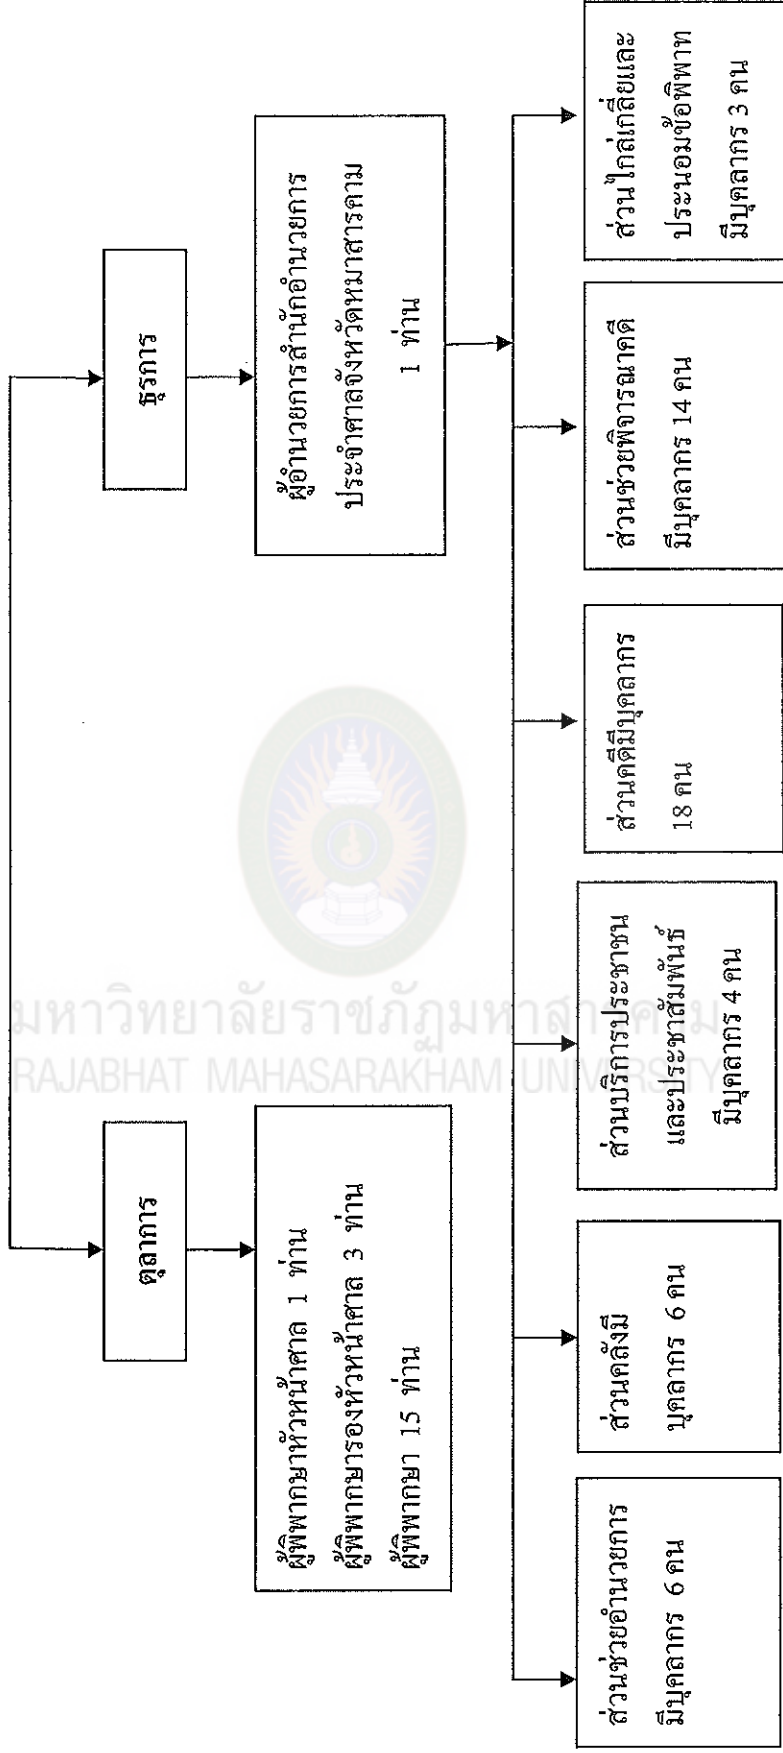 ตุลาการ
ธุรการ
ผู้พิพากษาหัวหน้าศาล 1 ท่าน
ผู้พิพากษารองหัวหน้าศาล 3 ท่าน
ผู้พิพากษา 15 ท่าน
ผู้อำนวยการสำนักอำนวยการ
ประจำศาลจังหวัดหมาสารคาม
1 ท่าน
ส่วนช่วยอำนวยการ
มีบุคลากร 6 คน
ส่วนคลังมี
บุคลากร 6 คน
ส่วนบริการประชาชน
และประชาสัมพันธ์
มีบุคลากร 4 คน
ส่วนคดีมีบุคลากร
18 คน
ส่วนช่วยพิจารณาคดี
มีบุคลากร 14 คน
ส่วนไกล่เกลี่ยและ
ประนอมข้อพิพาท
มีบุคลากร 3 คน
มหาวิทยาลัยราชภัฏมหาสารคาม
RAJABHAT MAHASARAKHAM UNIVERSITY